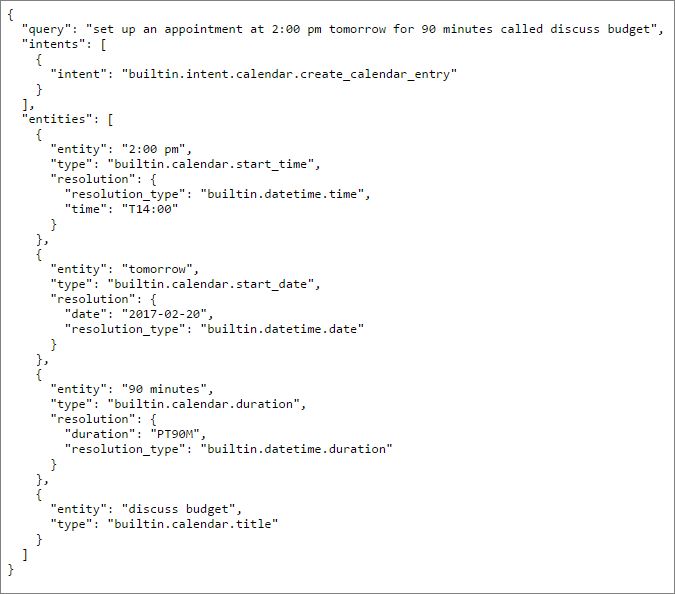 {
  "query": "set up an appointment at 2:00 pm tomorrow for 90 minutes called discuss budget",
  "intents": [
    {
      "intent": "builtin.intent.calendar.create_calendar_entry"
    }
  ],
  "entities": [
    {
      "entity": "2:00 pm",
      "type": "builtin.calendar.start_time",
      "resolution": {
        "resolution_type": "builtin.datetime.time",
        "time": "T14:00"
      }
    },
    {
      "entity": "tomorrow",
      "type": "builtin.calendar.start_date",
      "resolution": {
        "date": "2017-02-20",
        "resolution_type": "builtin.datetime.date"
      }
    },
    {
      "entity": "90 minutes",
      "type": "builtin.calendar.duration",
      "resolution": {
        "duration": "PT90M",
        "resolution_type": "builtin.datetime.duration"
      }
    },
    {
      "entity": "discuss budget",
      "type": "builtin.calendar.title"
    }
  ]
}